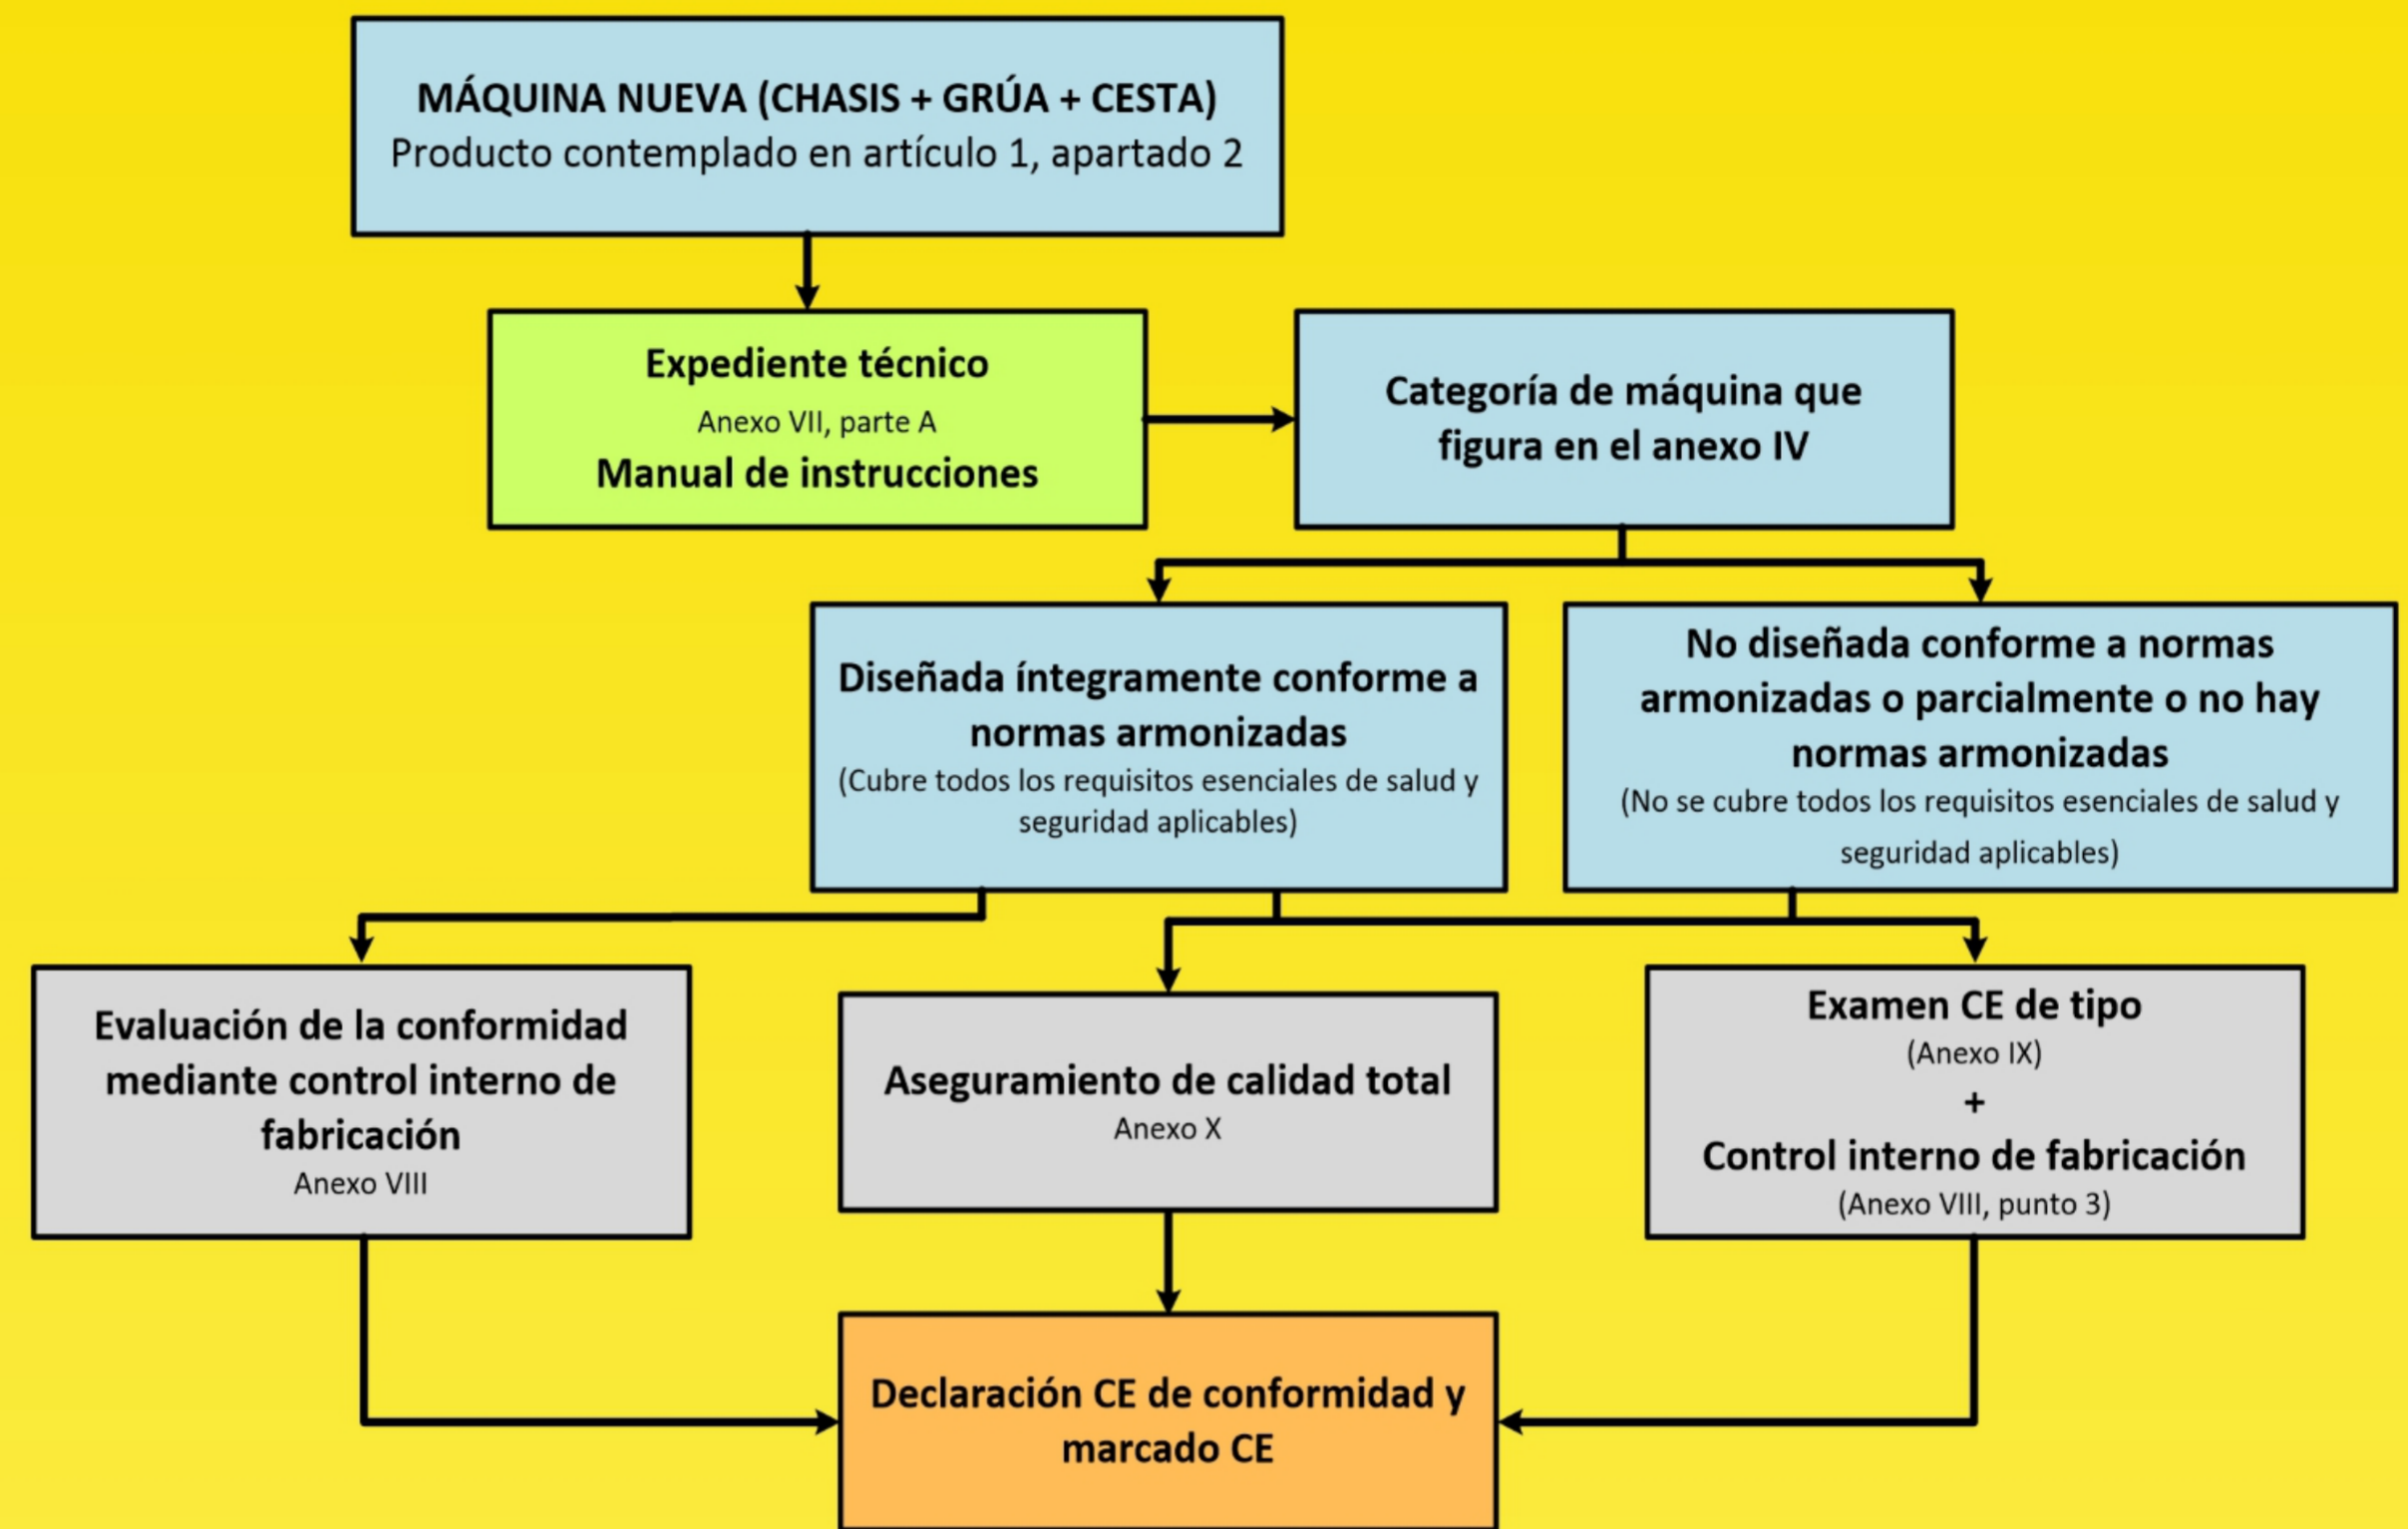 MÁQUINA NUEVA (CHASIS + GRÚA + CESTA)
Producto contemplado en artículo 1, apartado 2
Expediente técnico
Anexo VII, parte A
Manual de instrucciones
Categoría de máquina que
figura en el anexo IV
Diseñada íntegramente conforme a
normas armonizadas
(Cubre todos los requisitos esenciales de salud y
seguridad aplicables)
No diseñada conforme a normas
armonizadas o parcialmente o no hay
normas armonizadas
(No se cubre todos los requisitos esenciales de salud y
seguridad aplicables)
Evaluación de la conformidad
mediante control interno de
fabricación
Anexo VIII
Aseguramiento de calidad total
Anexo X
Examen CE de tipo
(Anexo IX)
+
Control interno de fabricación
(Anexo VIII, punto 3)
Declaración CE de conformidad y
marcado CE